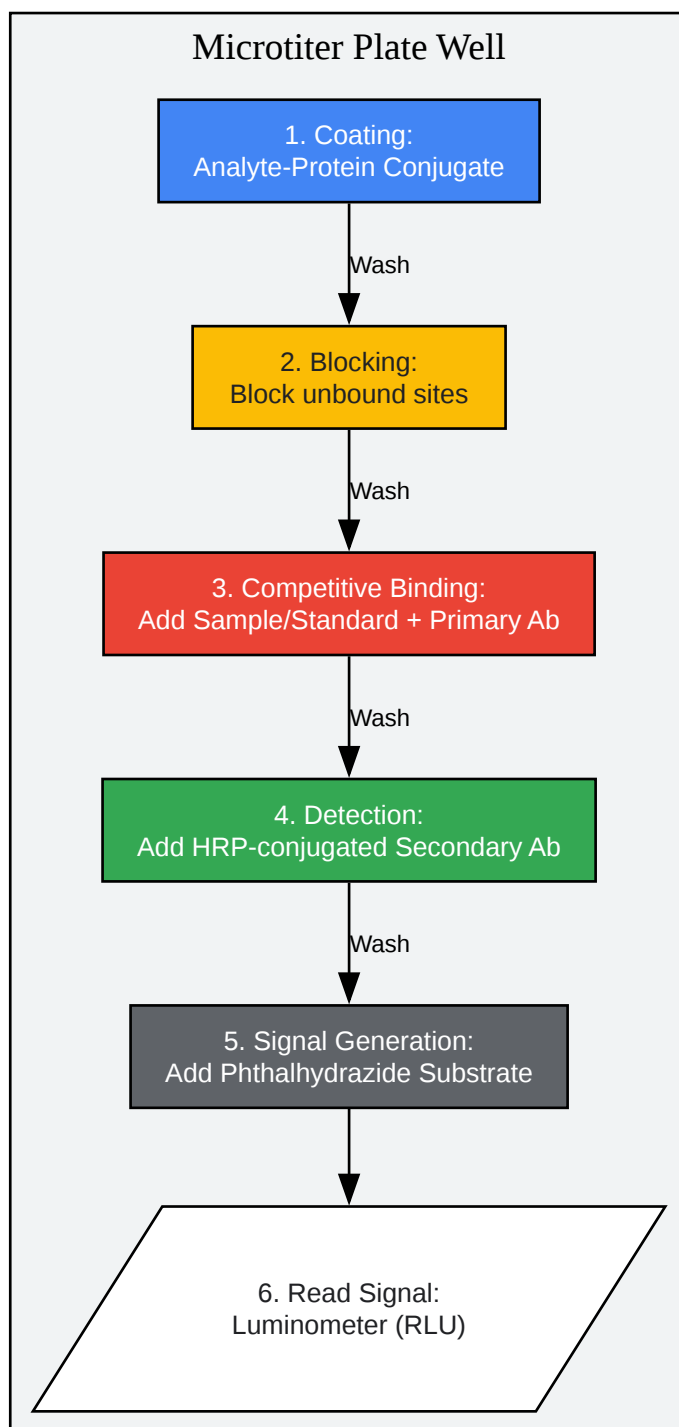 Microtiter Plate Well
1. Coating:
Analyte-Protein Conjugate
Wash
2. Blocking:
Block unbound sites
Wash
3. Competitive Binding:
Add Sample/Standard + Primary Ab
Wash
4. Detection:
Add HRP-conjugated Secondary Ab
Wash
5. Signal Generation:
Add Phthalhydrazide Substrate
6. Read Signal:
Luminometer (RLU)